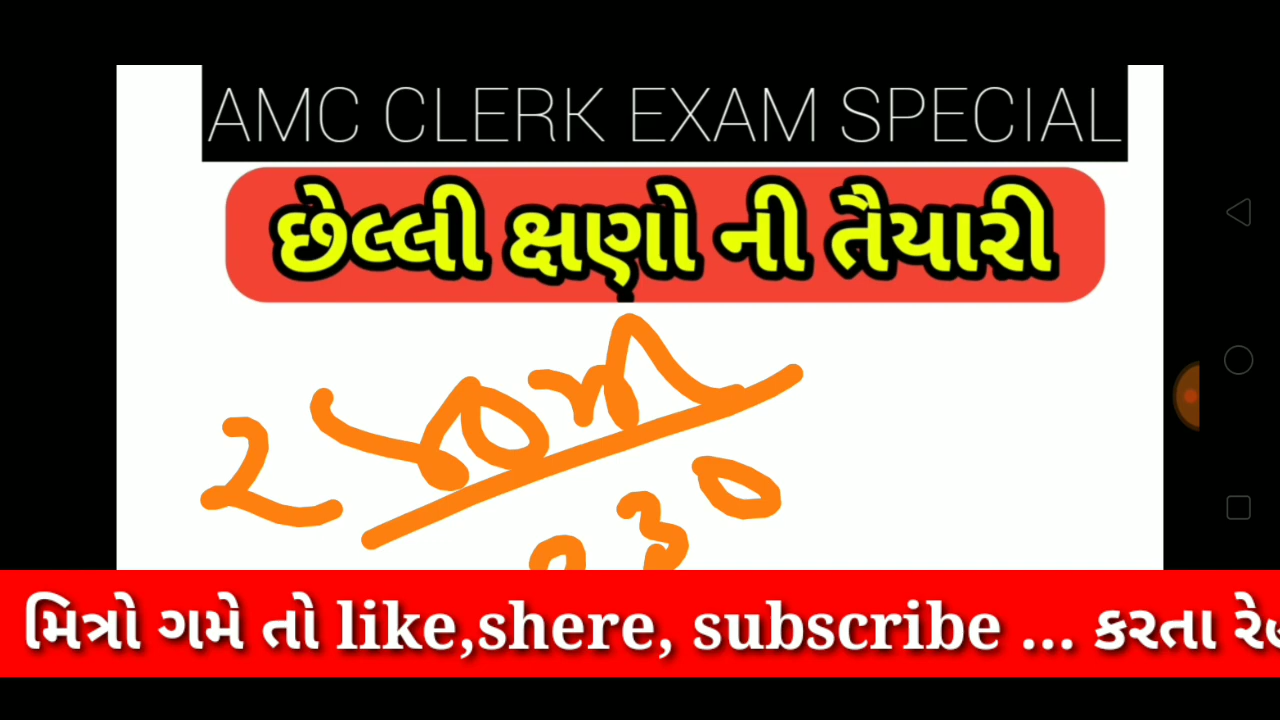 AMC CLERK EXAM SPECIAL
છેલ્લી ક્ષણો ની તૈયારી
મિત્રો ગમે તો like,shere, subscribe ... કરતા